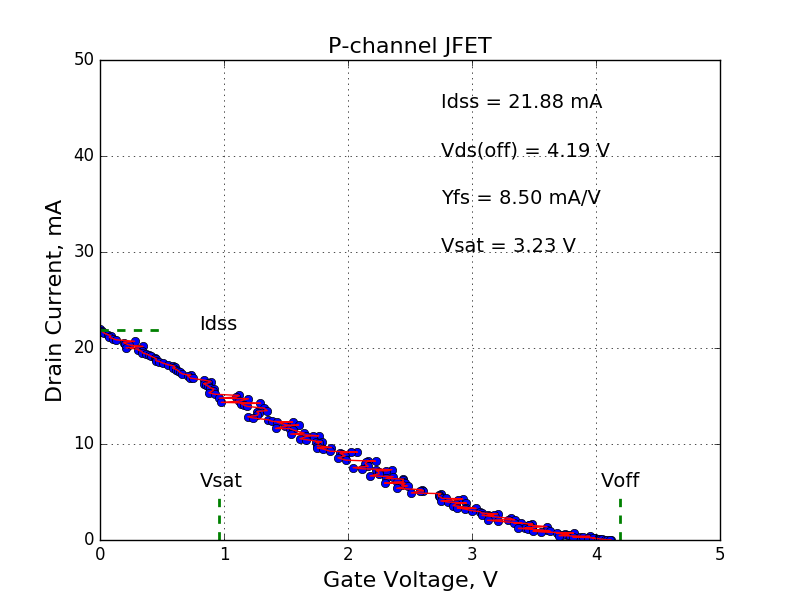 P-channel JFET
50
Idss = 21.88 mA
40
Vds(off) = 4.19 V
Yfs = 8.50 mA/V
30
Vsat = 3.23 V
Drain Current, mA
20
Idss
10
Vsat
Voff
0
0 1 2 3 4 5
Gate Voltage, V